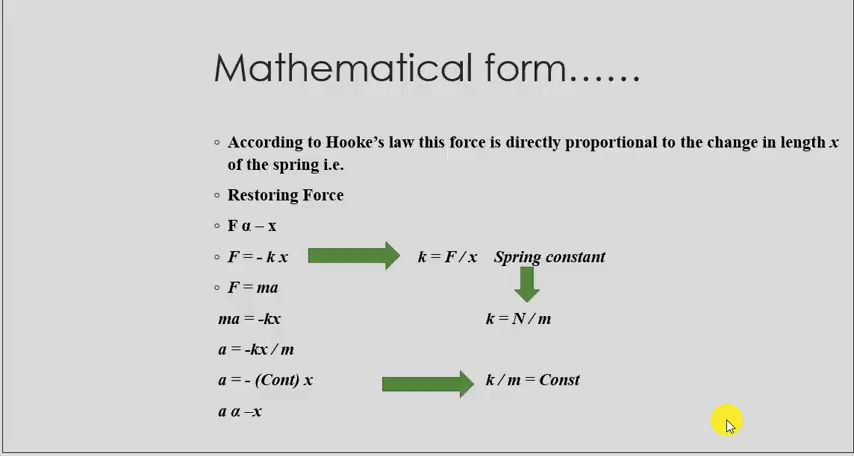 Mathematical form......
According to Hooke's law this force is directly proportional to the change in length x
of the spring i.e.
Restoring Force
F α – x
F = - k x k = F / x Spring constant
F = ma
ma = -kx k = N / m
a = -kx / m
a = - (Cont) x k / m = Const
a α –x